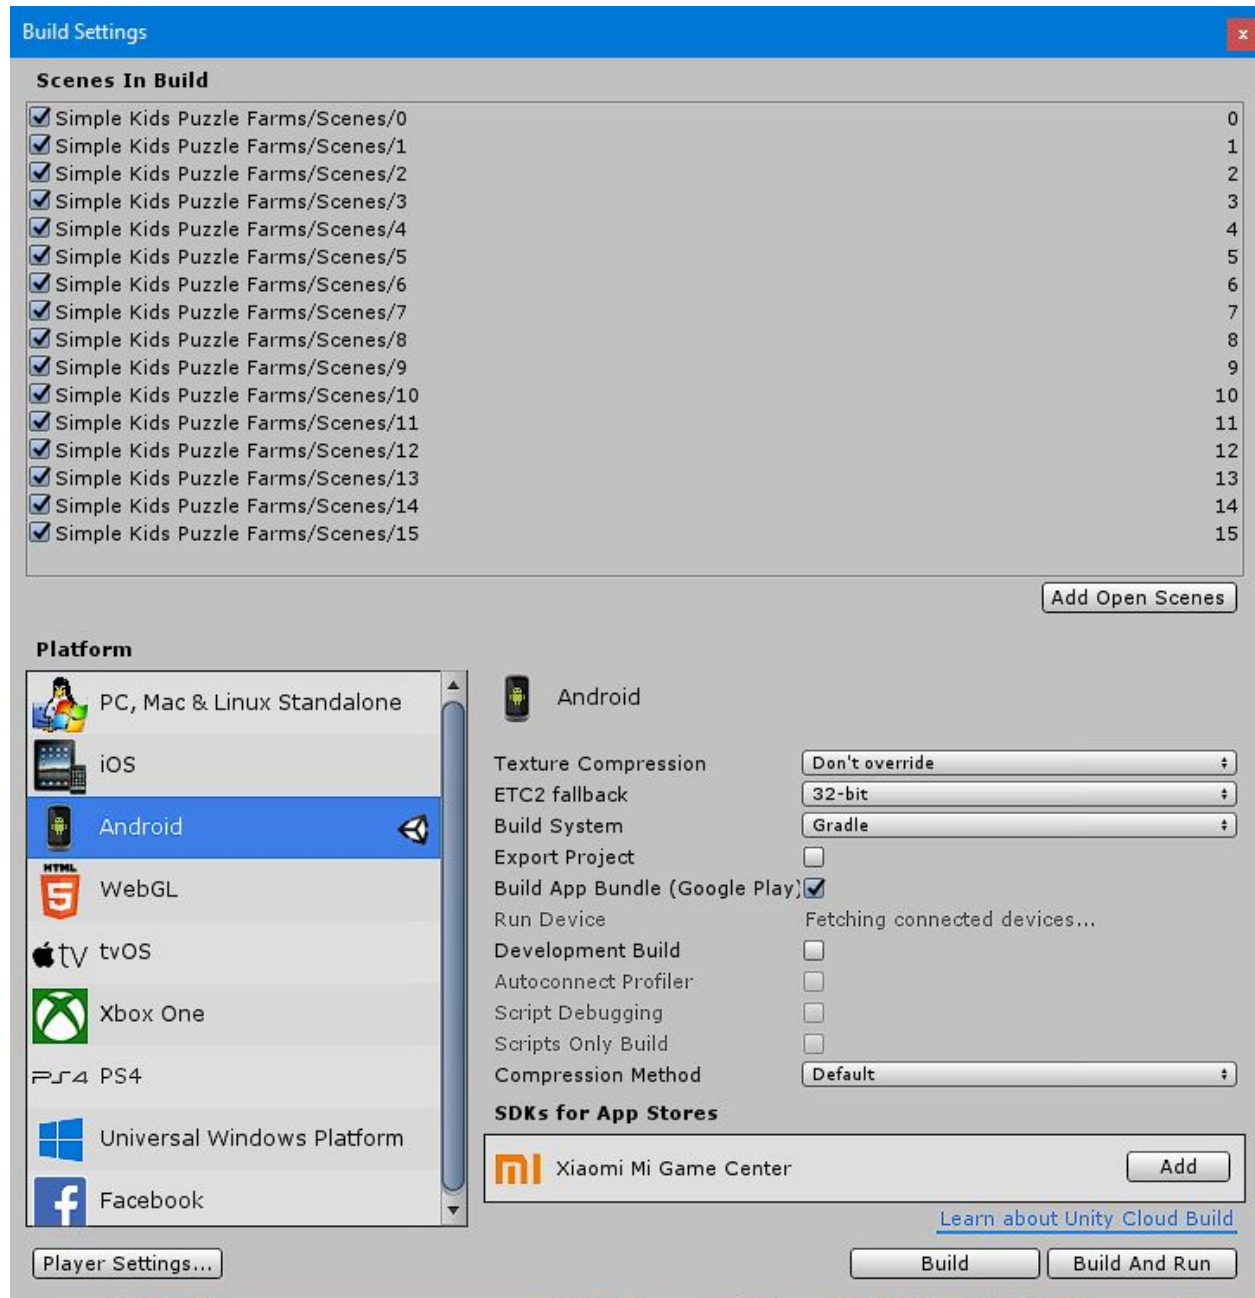 Build Settings
x
Scenes In Build
Simple Kids Puzzle Farms/Scenes/0 0
Simple Kids Puzzle Farms/Scenes/1 1
Simple Kids Puzzle Farms/Scenes/2 2
Simple Kids Puzzle Farms/Scenes/3 3
Simple Kids Puzzle Farms/Scenes/4 4
Simple Kids Puzzle Farms/Scenes/5 5
Simple Kids Puzzle Farms/Scenes/6 6
Simple Kids Puzzle Farms/Scenes/7 7
Simple Kids Puzzle Farms/Scenes/8 8
Simple Kids Puzzle Farms/Scenes/9 9
Simple Kids Puzzle Farms/Scenes/10 10
Simple Kids Puzzle Farms/Scenes/11 11
Simple Kids Puzzle Farms/Scenes/12 12
Simple Kids Puzzle Farms/Scenes/13 13
Simple Kids Puzzle Farms/Scenes/14 14
Simple Kids Puzzle Farms/Scenes/15 15
Add Open Scenes
Platform
PC, Mac & Linux Standalone
iOS
Android
HTML
5
WebGL
tv tvOS
Xbox One
PS4 PS4
Universal Windows Platform
f Facebook
Android
Texture Compression Don't override
ETC2 fallback 32-bit
Build System Gradle
Export Project
Build App Bundle (Google Play)
Run Device Fetching connected devices...
Development Build
Autoconnect Profiler
Script Debugging
Scripts Only Build
Compression Method Default
SDKs for App Stores
mi Xiaomi Mi Game Center Add
Learn about Unity Cloud Build
Player Settings... Build Build And Run